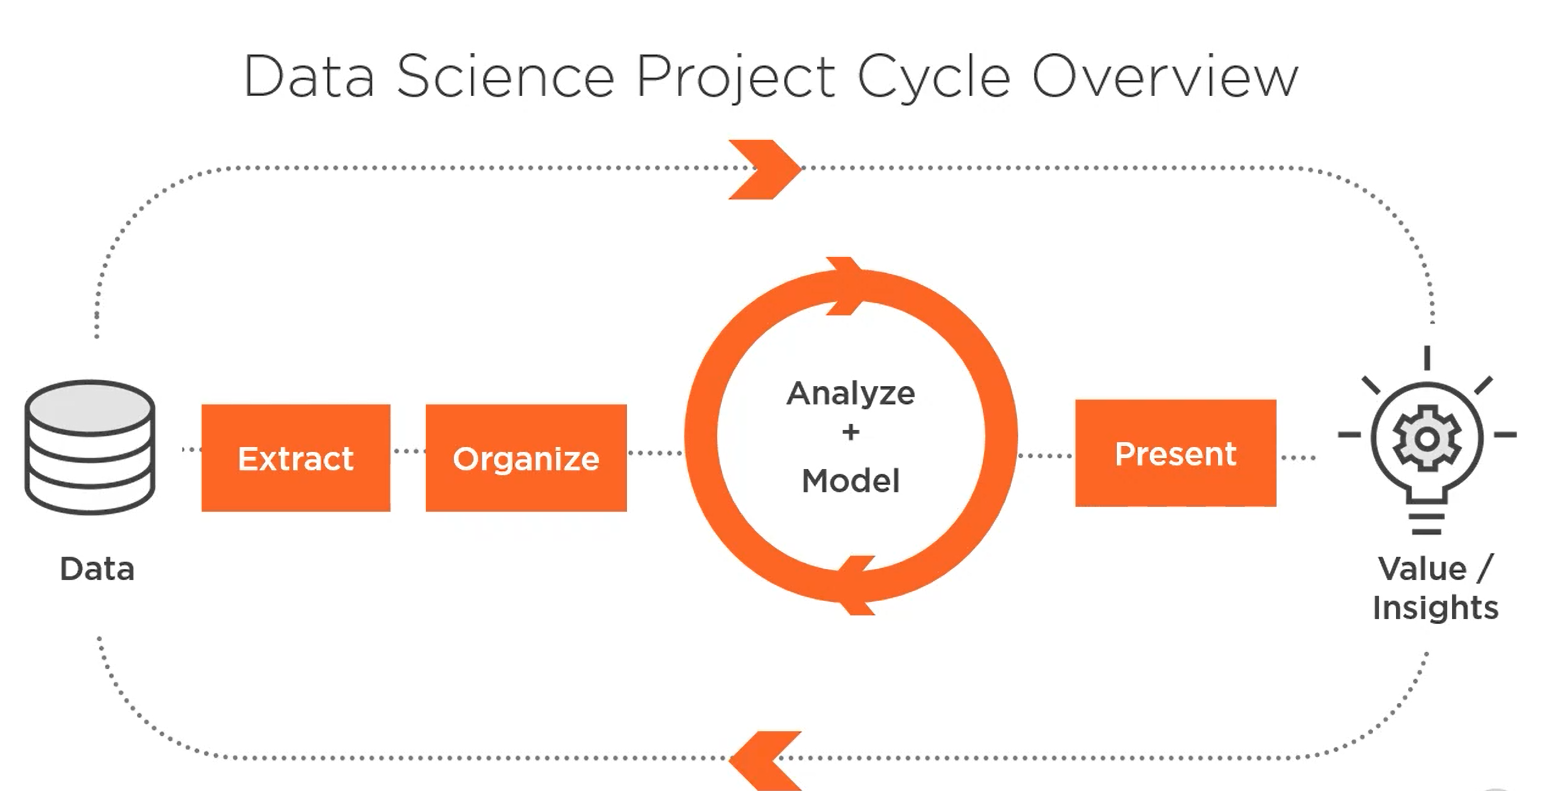 Data Science Project Cycle Overview
Data
Extract
Organize
Analyze
+
Model
Present
Value /
Insights